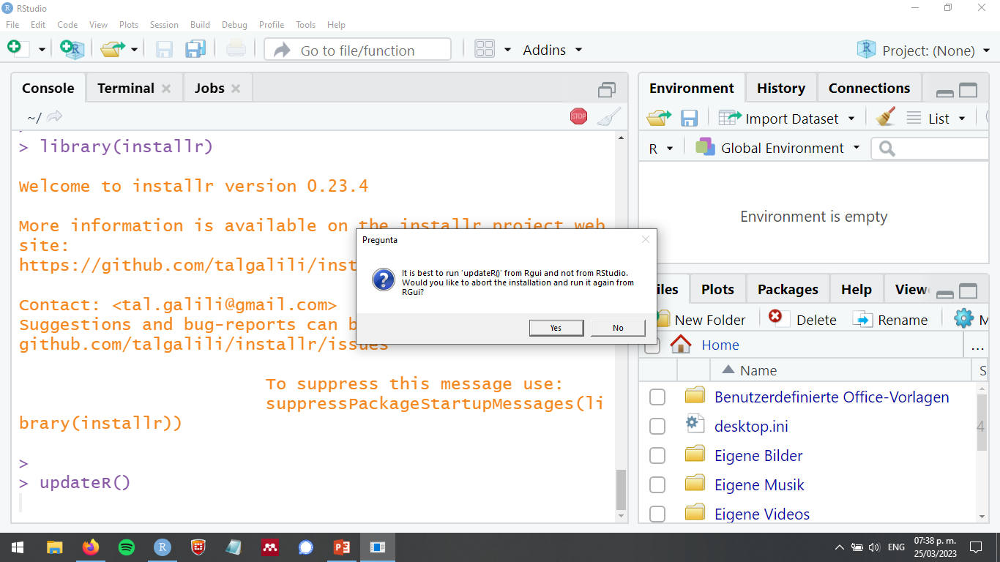 RStudio
File Edit Code View Plots Session Build Debug Profile Tools Help
Go to file/function Addins Project: (None)
Console Terminal Jobs
~/ STOP
> library(installr)
Welcome to installr version 0.23.4
More information is available on the installr project web
site:
https://github.com/talgalili/inst
Contact: <tal.galili@gmail.com>
Suggestions and bug-reports can b
github.com/talgalili/installr/issues
To suppress this message use:
suppressPackageStartupMessages(li
brary(installr))
>
> updateR()
Pregunta
It is best to run 'updateR()' from Rgui and not from RStudio.
Would you like to abort the installation and run it again from
RGui?
Yes No
Environment History Connections
Import Dataset List
R Global Environment
Environment is empty
iles Plots Packages Help View
New Folder Delete Rename M
Home ...
Name S
Benutzerdefinierte Office-Vorlagen
desktop.ini 4
Eigene Bilder
Eigene Musik
Eigene Videos
ENG 07:38 p. m.
25/03/2023